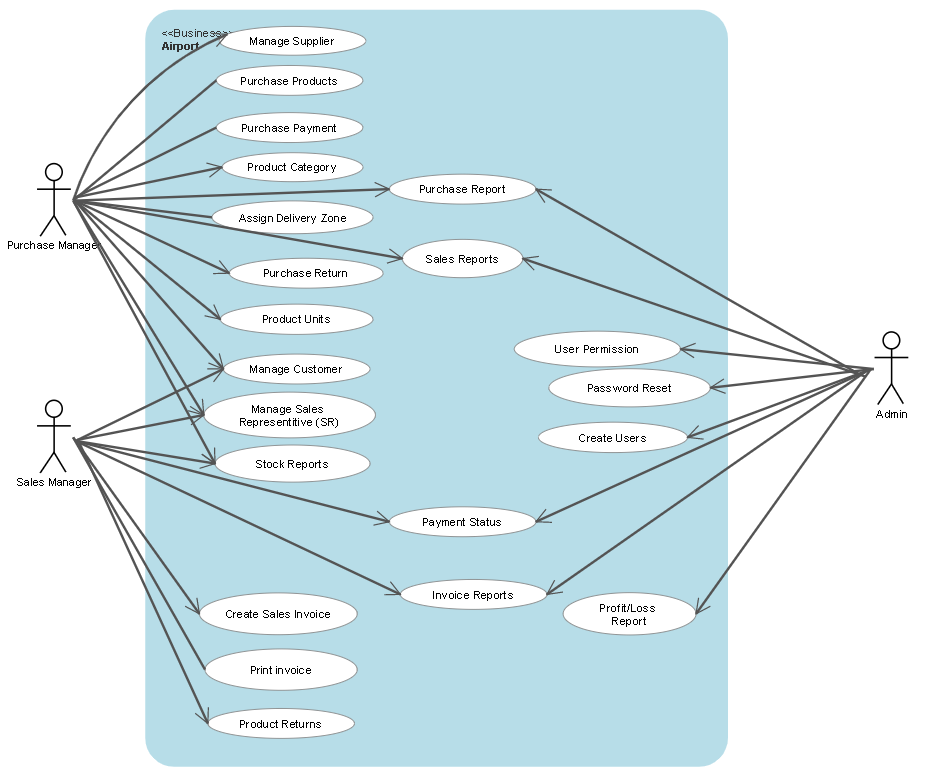 <<Business>>
Airport
Manage Supplier
Purchase Products
Purchase Payment
Product Category
Purchase Report
Assign Delivery Zone
Purchase Manager
Sales Reports
Purchase Return
Product Units
User Permission
Manage Customer
Password Reset
Admin
Manage Sales
Representitive (SR)
Create Users
Stock Reports
Sales Manager
Payment Status
Invoice Reports
Profit/Loss
Report
Create Sales Invoice
Print invoice
Product Returns